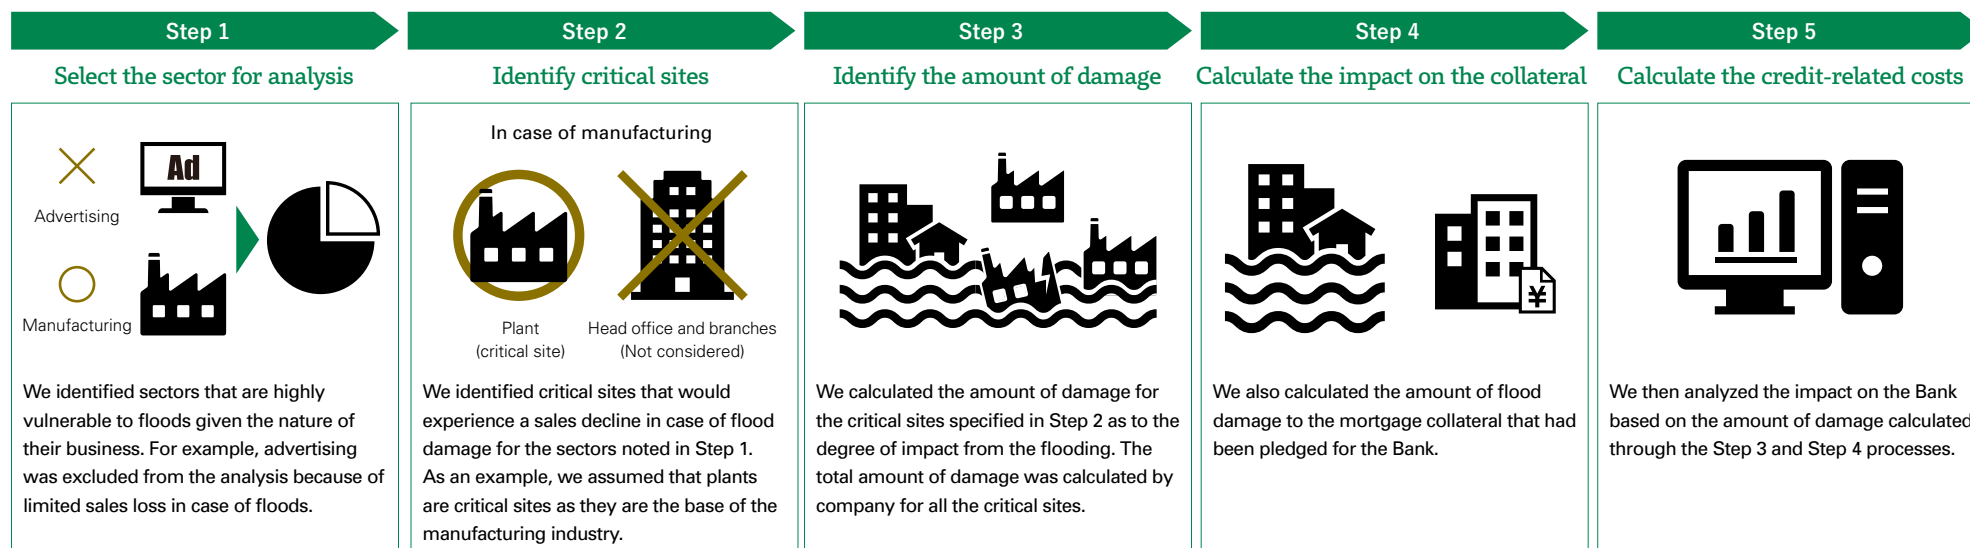 Step 1
Select the sector for analysis
Ad
Advertising
Manufacturing
We identified sectors that are highly
vulnerable to floods given the nature of
their business. For example, advertising
was excluded from the analysis because of
limited sales loss in case of floods.
Step 2
Identify critical sites
In case of manufacturing
Plant
(critical site)
Head office and branches
(Not considered)
We identified critical sites that would
experience a sales decline in case of flood
damage for the sectors noted in Step 1.
As an example, we assumed that plants
are critical sites as they are the base of the
manufacturing industry.
Step 3
Identify the amount of damage
We calculated the amount of damage for
the critical sites specified in Step 2 as to the
degree of impact from the flooding. The
total amount of damage was calculated by
company for all the critical sites.
Step 4
Calculate the impact on the collateral
¥
We also calculated the amount of flood
damage to the mortgage collateral that had
been pledged for the Bank.
Step 5
Calculate the credit-related costs
We then analyzed the impact on the Bank
based on the amount of damage calculated
through the Step 3 and Step 4 processes.